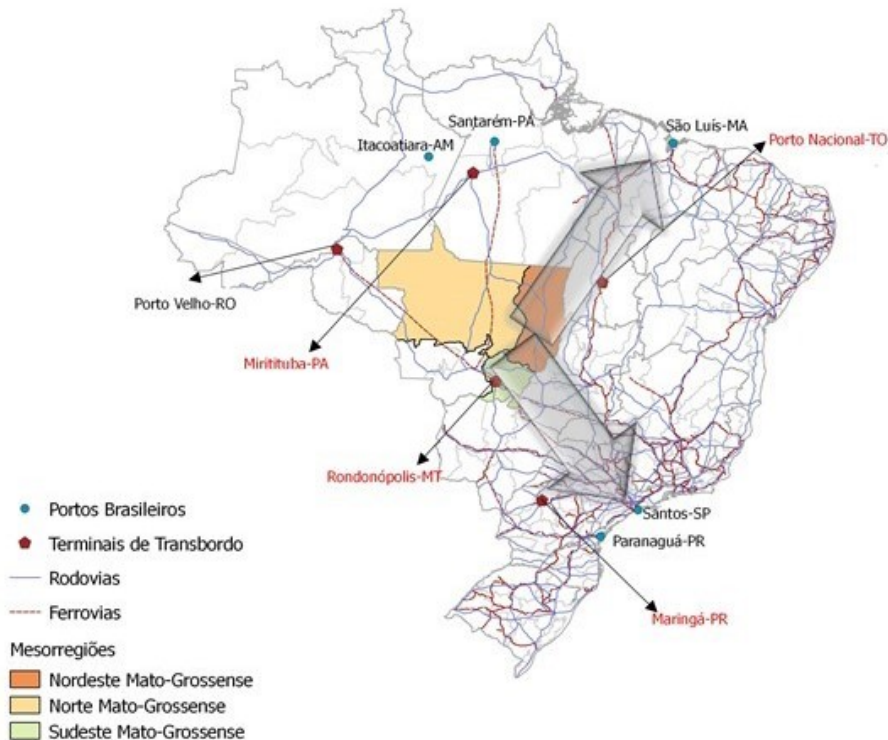 Santarém-PA
São Luís-MA
Porto Nacional-TO
Itacoatiara-AM
Porto Velho-RO
Miritituba-PA
Rondonópolis-MT
Santos-SP
Paranaguá-PR
Maringá-PR
Portos Brasileiros
Terminais de Transbordo
Rodovias
Ferrovias
Mesorregiões
Nordeste Mato-Grossense
Norte Mato-Grossense
Sudeste Mato-Grossense